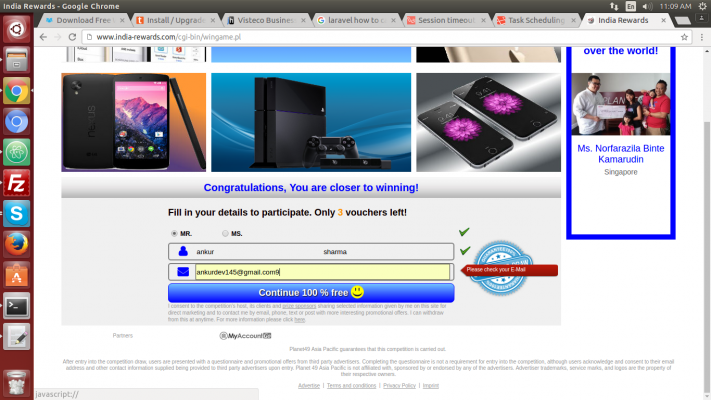 India Rewards - Google Chrome
En
11:09 AM
Download Free
Install / Upgrade
Visteco Business
laravel how to c
Session timeout
Task Scheduling
India Rewards
www.india-rewards.com/cgi-bin/wingame.pl
over the world!
Ms. Norfarazila Binte
Kamarudin
Singapore
Congratulations, You are closer to winning!
Fill in your details to participate. Only 3 vouchers left!
MR.
MS.
ankur
sharma
ankurdev145@gmail.com9
Please check your E-Mail
Continue 100 % free
I consent to the competition's host, its clients and sponsors sharing selected information given by me on this site for
direct marketing and to contact me by email, phone, text or post with more interesting promotional offers. I can withdraw
from this at anytime. For more information please click here.
Partners
MyAccount
Planet49 Asia Pacific guarantees that this competition is carried out.
After entry into the competition draw, users are presented with a questionnaire and promotional offers from third party advertisers. Completing the questionnaire is not a requirement for entry into the competition, although users acknowledge and consent to their email
address and other contact information supplied being provided to third party advertisers upon entry. Planet 49 Asia Pacific is not affiliated with, sponsored by or endorsed by any of the advertisers. Advertiser trademarks, service marks, and logos are the property of
their respective owners.
Advertise | Terms and conditions | Privacy Policy | Imprint
javascript://